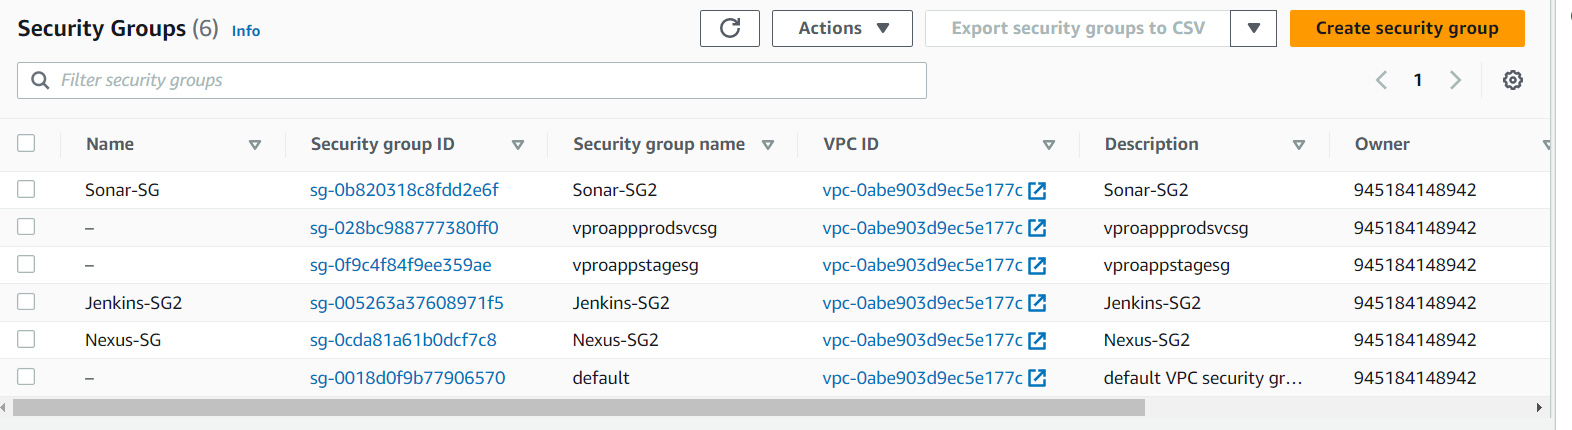 Security Groups (6) Info Actions Export security groups to CSV Create security group
Filter security groups 1
Name Security group ID Security group name VPC ID Description Owner
Sonar-SG sg-0b820318c8fdd2e6f Sonar-SG2 vpc-0abe903d9ec5e177c Sonar-SG2 945184148942
– sg-028bc988777380ff0 vproappprodsvcsg vpc-0abe903d9ec5e177c vproappprodsvcsg 945184148942
– sg-0f9c4f84f9ee359ae vproappstagesg vpc-0abe903d9ec5e177c vproappstagesg 945184148942
Jenkins-SG2 sg-005263a37608971f5 Jenkins-SG2 vpc-0abe903d9ec5e177c Jenkins-SG2 945184148942
Nexus-SG sg-0cda81a61b0dcf7c8 Nexus-SG2 vpc-0abe903d9ec5e177c Nexus-SG2 945184148942
– sg-0018d0f9b77906570 default vpc-0abe903d9ec5e177c default VPC security gr... 945184148942